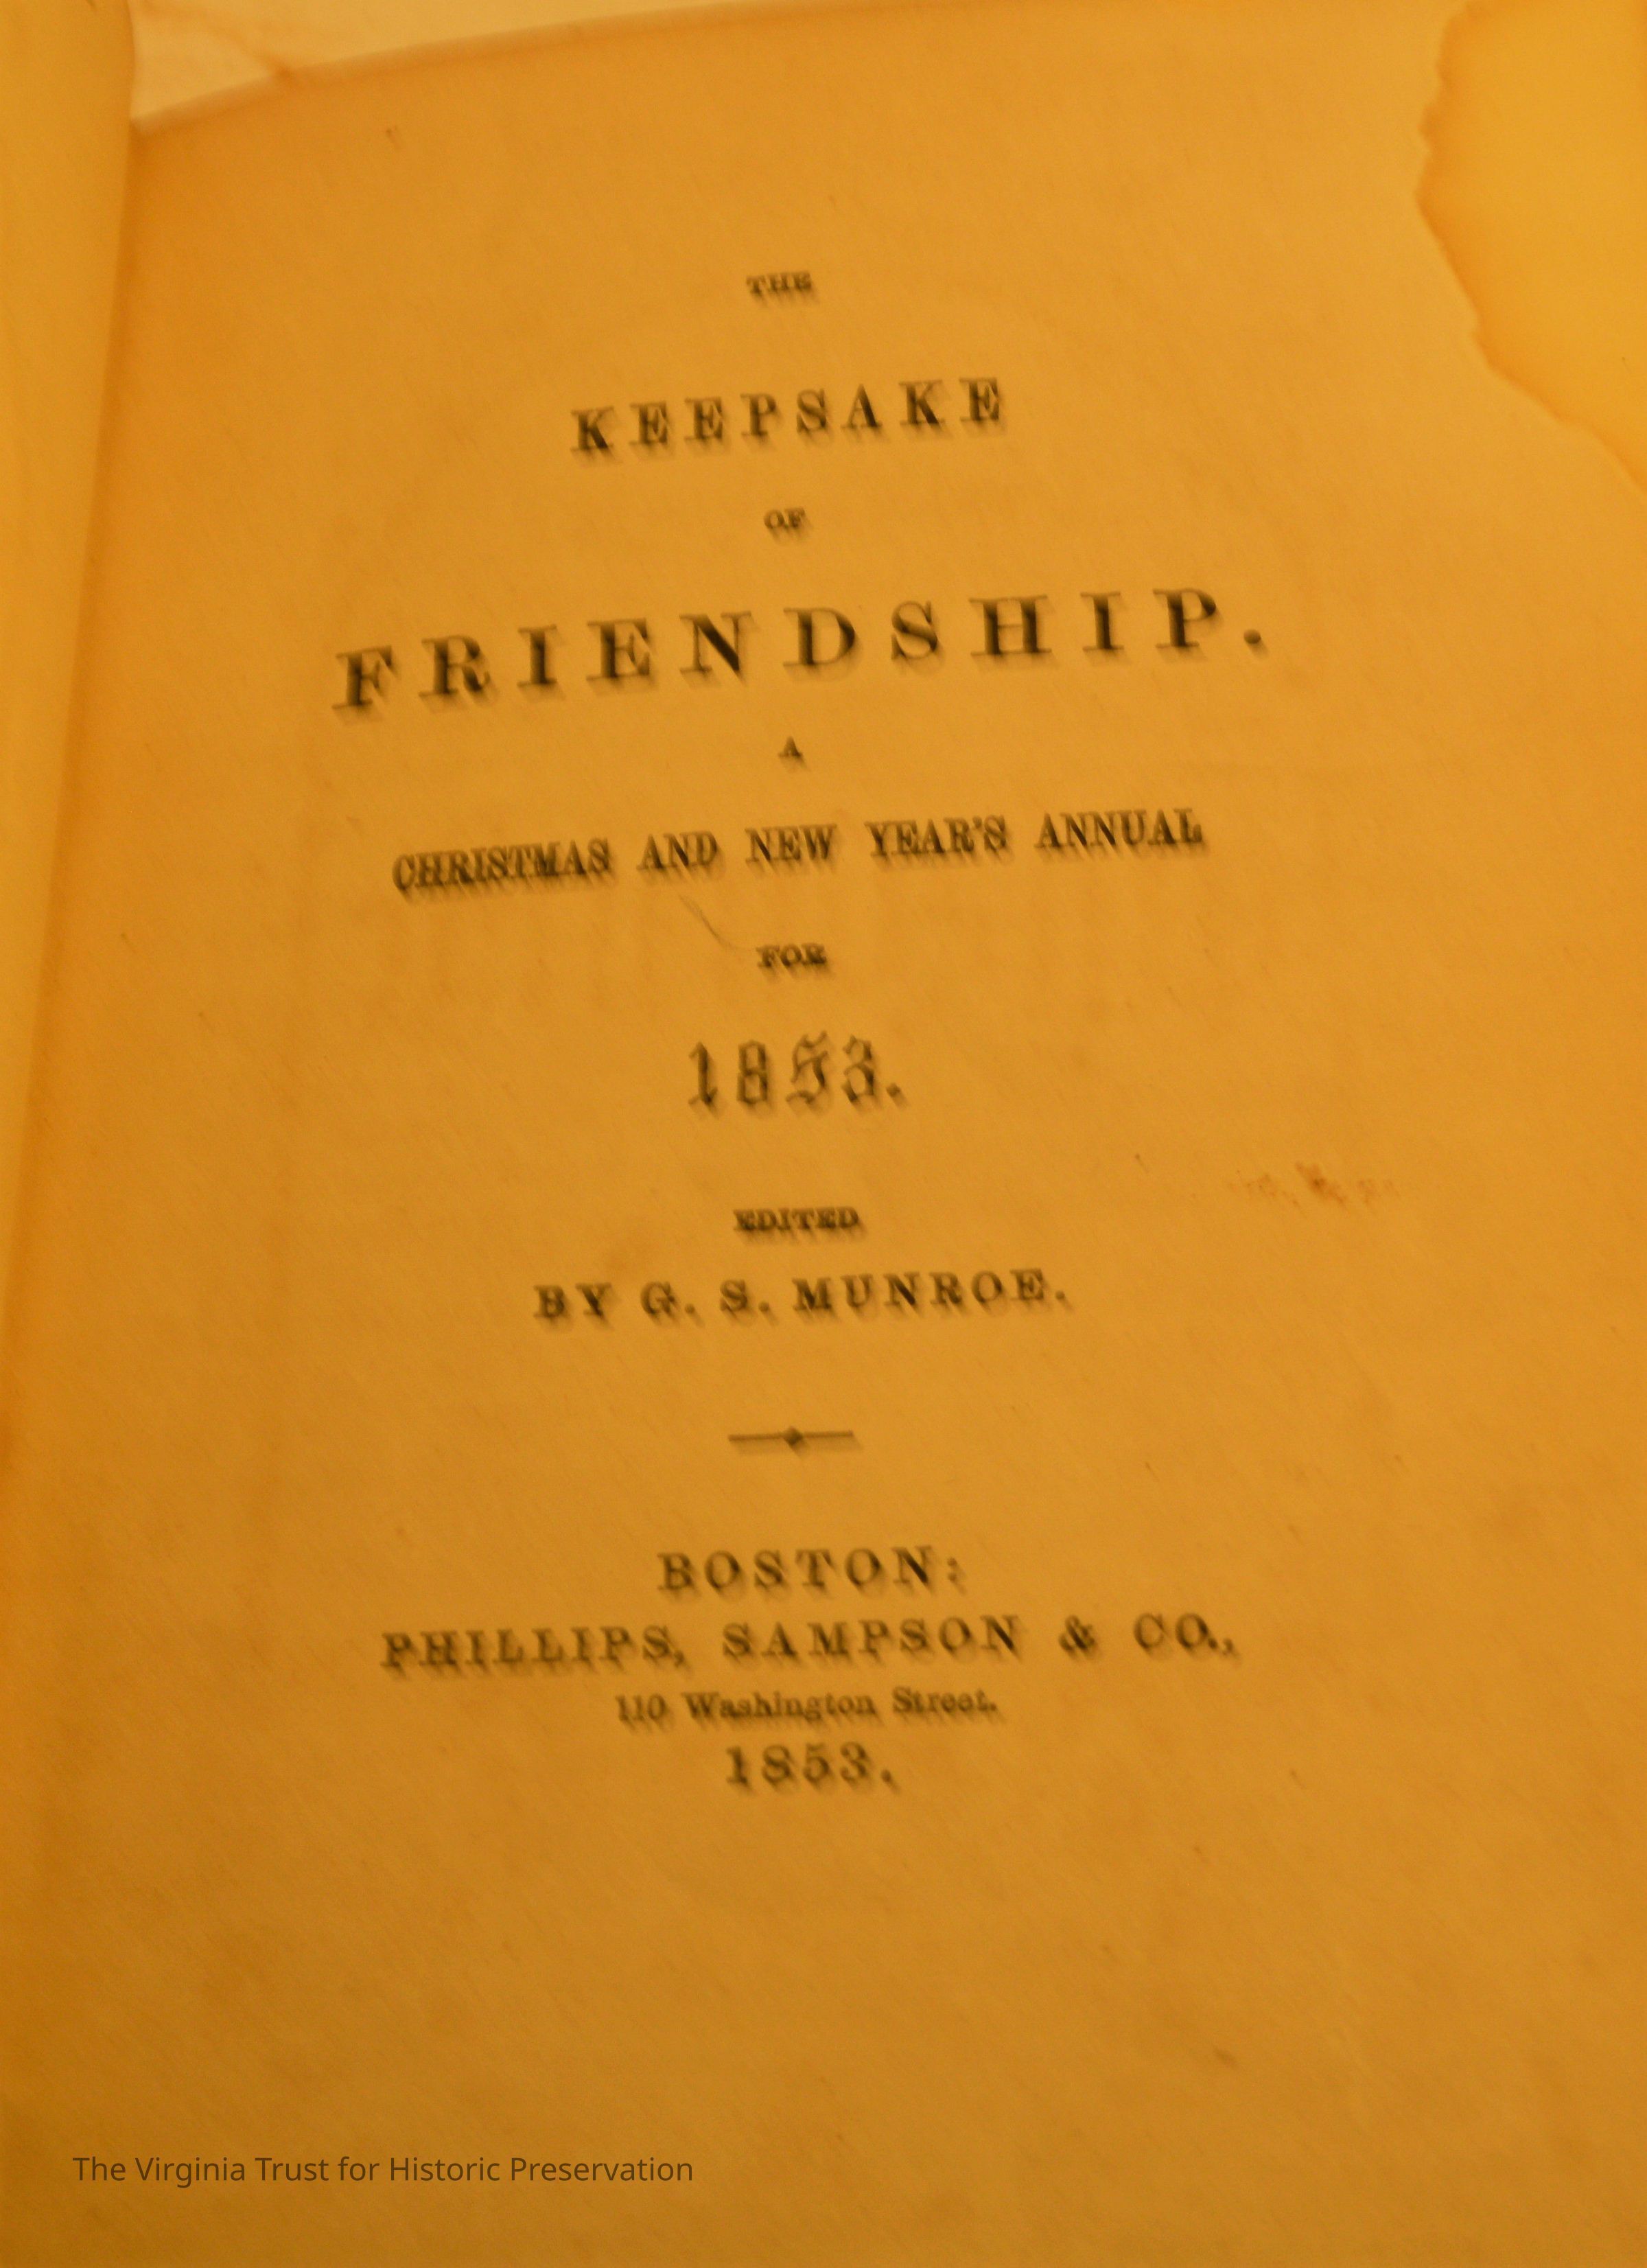 THE
KEEPSAKE
OF
FRIENDSHIP.
A
CHRISTMAS AND NEW YEAR'S ANNUAL
FOR
1853.
EDITED
BY G. S. MUNROE.
BOSTON:
PHILLIPS, SAMPSON & CO.,
110 Washington Street.
1853.
The Virginia Trust for Historic Preservation